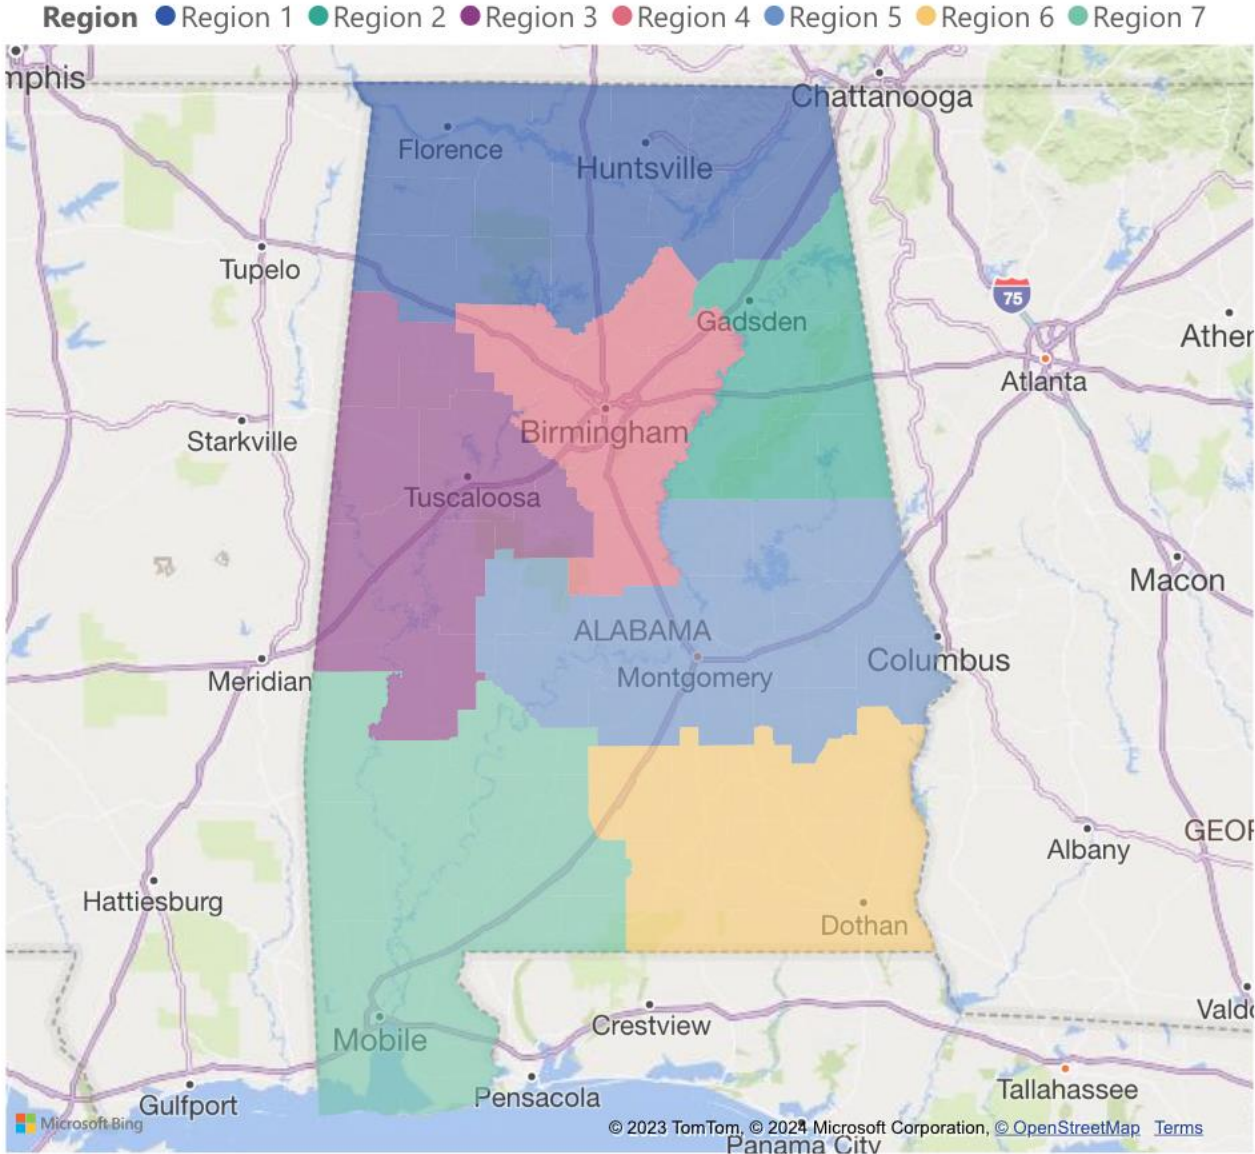 Region Region 1 Region 2 Region 3 Region 4 Region 5 Region 6 Region 7
mphis
Chattanooga
Florence
Huntsville
Tupelo
75
Gadsden
Ather
Atlanta
Birmingham
Starkville
Tuscaloosa
Macon
ALABAMA
Columbus
Montgomery
Meridian
GEOR
Albany
Hattiesburg
Dothan
Valdo
Crestview
Mobile
Tallahassee
Pensacola
Gulfport
Microsoft Bing
© 2023 TomTom, © 2024 Microsoft Corporation, © OpenStreetMap Terms
Panama City